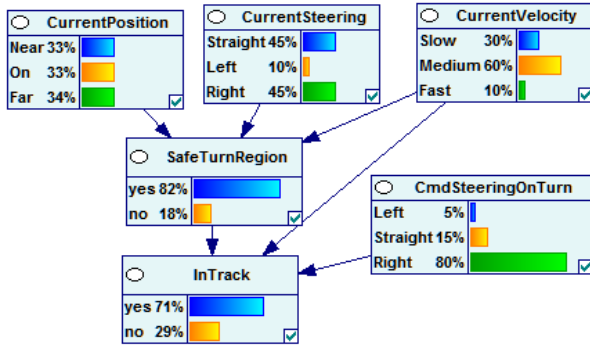 CurrentPosition
Near 33%
On 33%
Far 34%
CurrentSteering
Straight 45%
Left 10%
Right 45%
CurrentVelocity
Slow 30%
Medium 60%
Fast 10%
SafeTurnRegion
yes 82%
no 18%
CmdSteeringOnTurn
Left 5%
Straight 15%
Right 80%
InTrack
yes 71%
no 29%